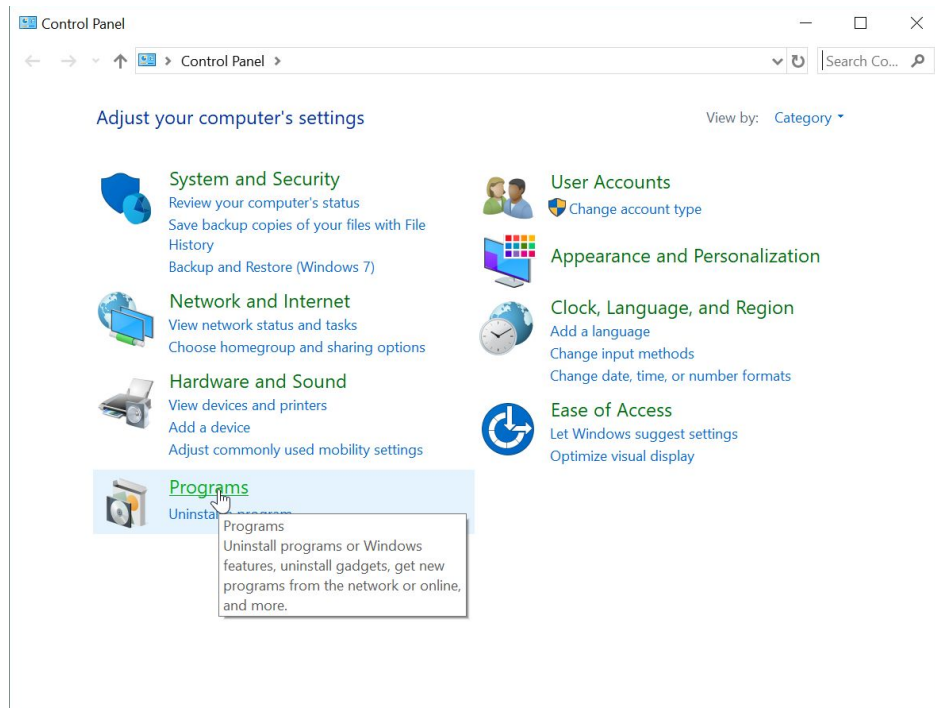 Control Panel
Control Panel
Search Co...
Adjust your computer's settings
View by: Category
System and Security
Review your computer's status
Save backup copies of your files with File
History
Backup and Restore (Windows 7)
Network and Internet
View network status and tasks
Choose homegroup and sharing options
Hardware and Sound
View devices and printers
Add a device
Adjust commonly used mobility settings
Programs
Uninstall a program
Programs
Uninstall programs or Windows
features, uninstall gadgets, get new
programs from the network or online,
and more.
User Accounts
Change account type
Appearance and Personalization
Clock, Language, and Region
Add a language
Change input methods
Change date, time, or number formats
Ease of Access
Let Windows suggest settings
Optimize visual display